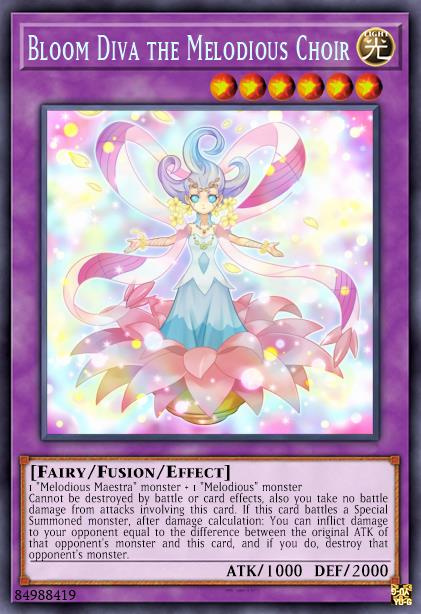 Bloom Diva the Melodious Choir
LIGHT
光
[Fairy/Fusion/Effect]
1 "Melodious Maestra" monster + 1 "Melodious" monster
Cannot be destroyed by battle or card effects, also you take no battle
damage from attacks involving this card. If this card battles a Special
Summoned monster, after damage calculation: You can inflict damage
to your opponent equal to the difference between the original ATK of
that opponent's monster and this card, and if you do, destroy that
opponent's monster.
ATK/1000 DEF/2000
84988419